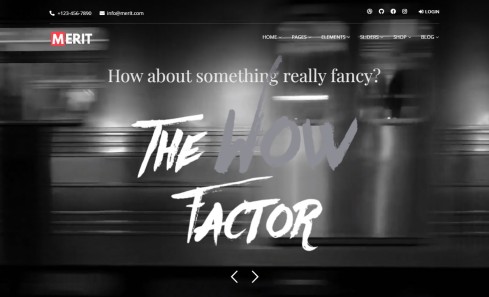 +123-456-7890 info@merit.com LOGIN
MERIT HOME PAGES ELEMENTS SLIDERS SHOP BLOG
How about something really fancy?
THE WOW
FACTOR